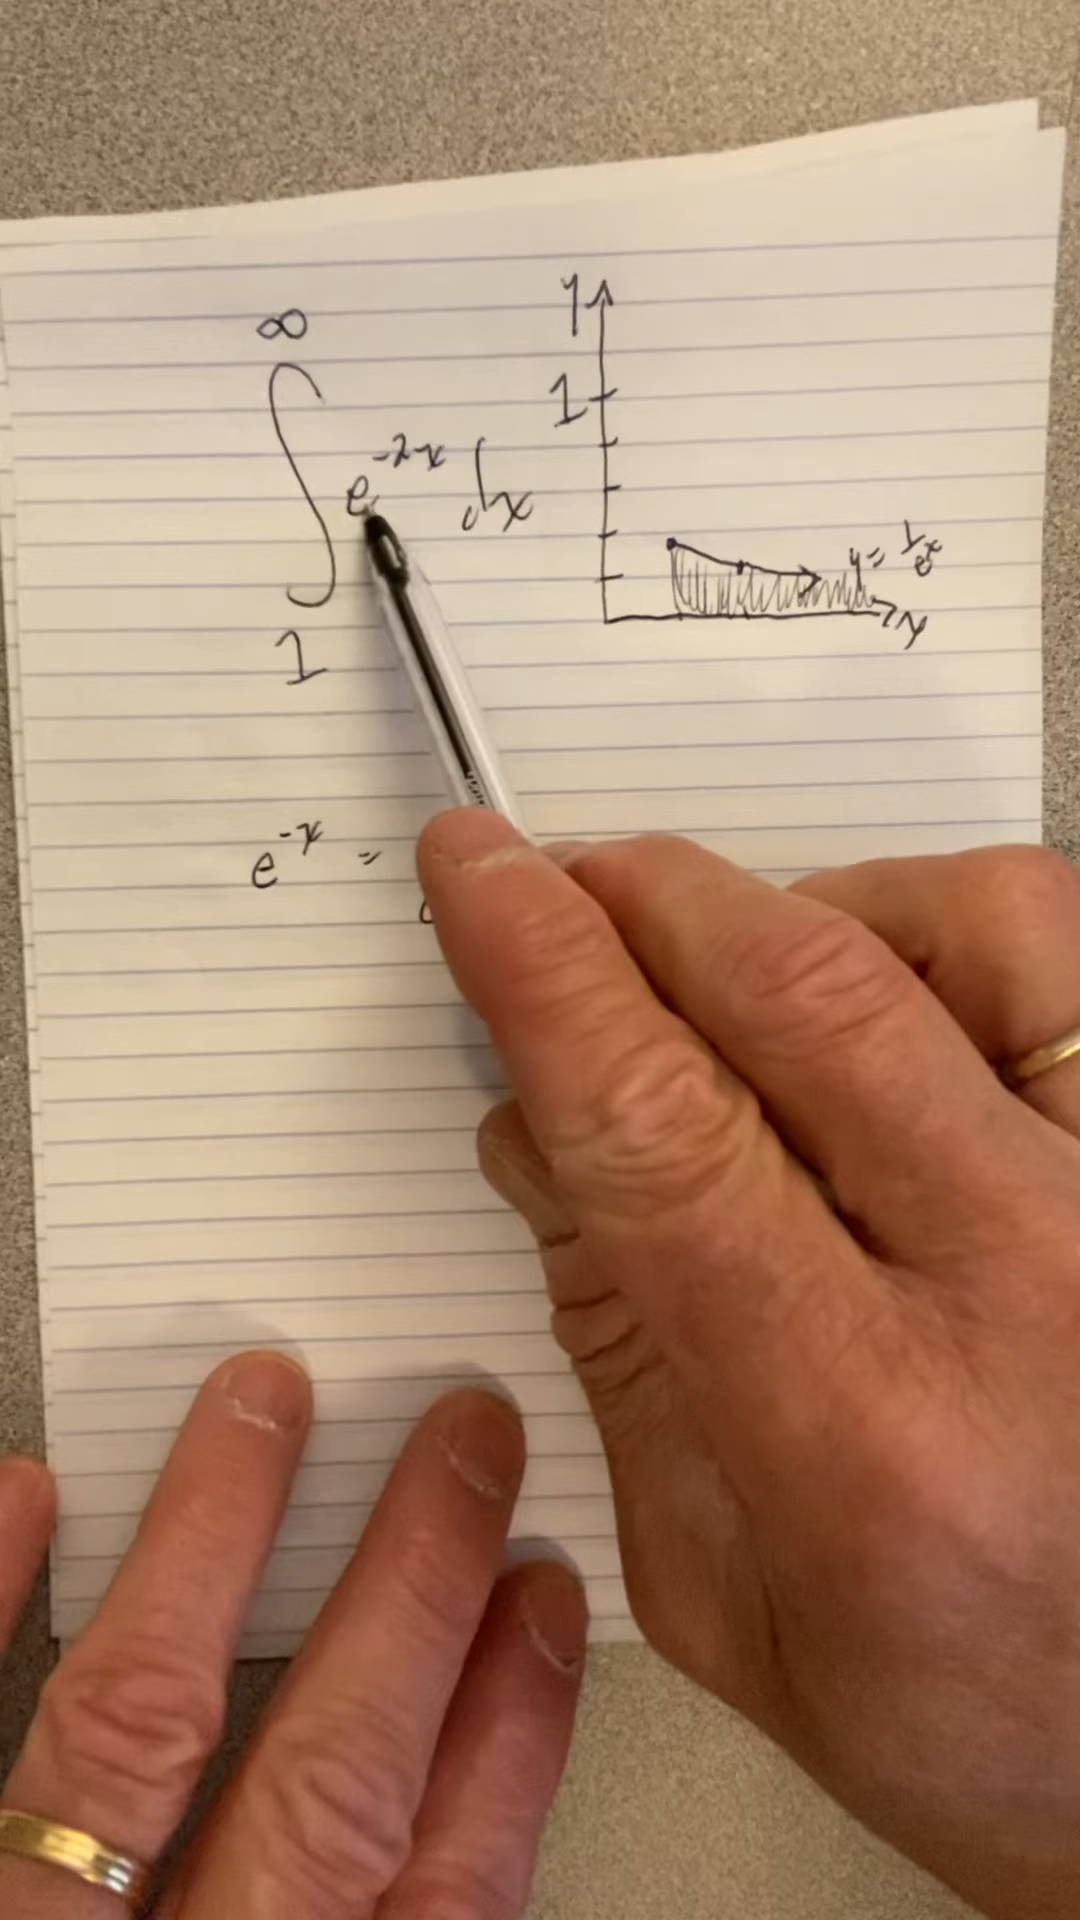 ∞
∫ e^{-2x} dx
1
y
1
y = 1/e^x
x
e^{-x} =